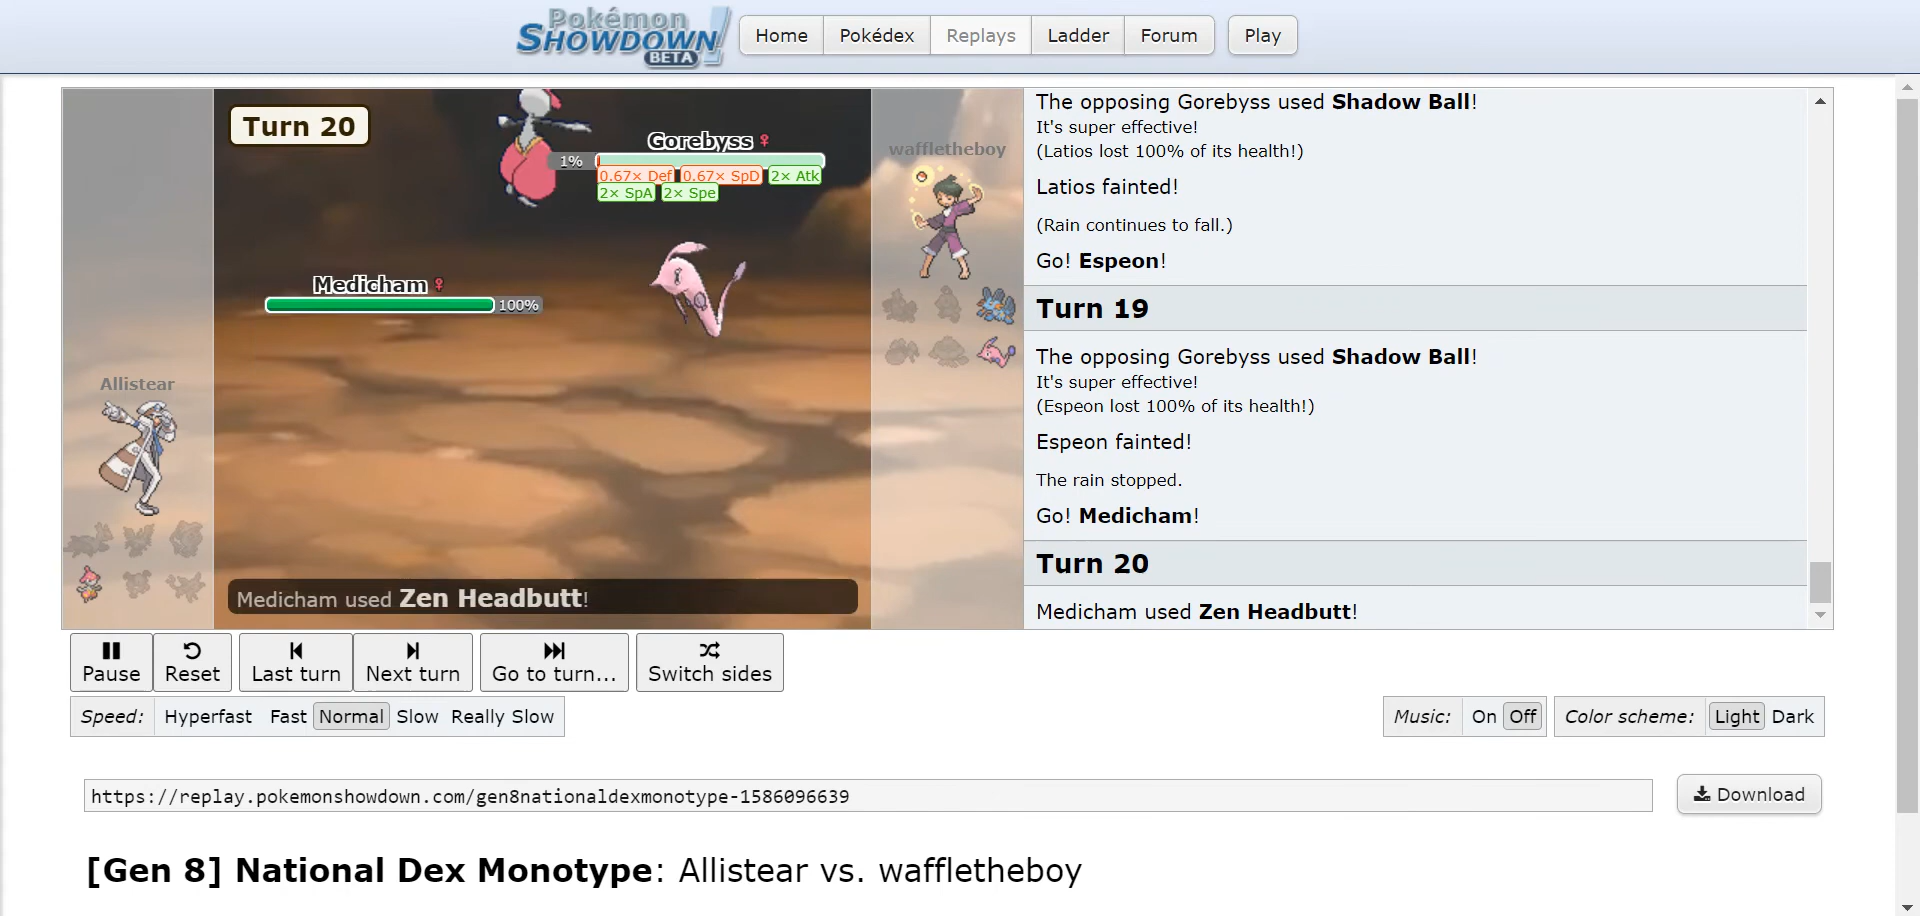 Pokémon
SHOWDOWN!
BETA
Home
Pokédex
Replays
Ladder
Forum
Play
Turn 20
Gorebyss ♀
1%
0.67× Def 0.67× SpD 2× Atk
2× SpA 2× Spe
Medicham ♀
100%
Allistear
waffletheboy
Medicham used Zen Headbutt!
The opposing Gorebyss used Shadow Ball!
It's super effective!
(Latios lost 100% of its health!)
Latios fainted!
(Rain continues to fall.)
Go! Espeon!
Turn 19
The opposing Gorebyss used Shadow Ball!
It's super effective!
(Espeon lost 100% of its health!)
Espeon fainted!
The rain stopped.
Go! Medicham!
Turn 20
Medicham used Zen Headbutt!
Pause
Reset
Last turn
Next turn
Go to turn...
Switch sides
Speed: Hyperfast Fast Normal Slow Really Slow
Music: On Off
Color scheme: Light Dark
https://replay.pokemonshowdown.com/gen8nationaldexmonotype-1586096639
Download
[Gen 8] National Dex Monotype: Allistear vs. waffletheboy